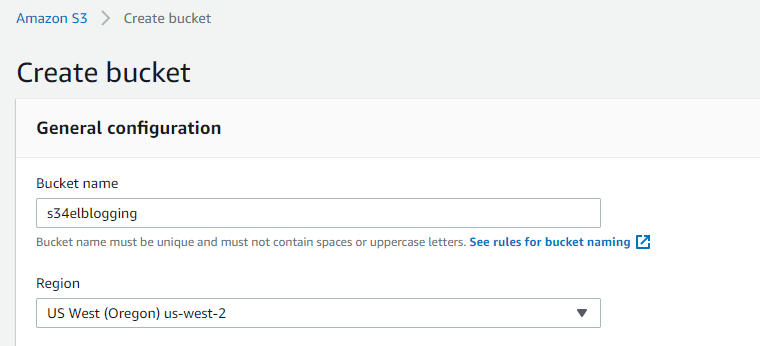 Amazon S3 > Create bucket
Create bucket
General configuration
Bucket name
s34elblogging
Bucket name must be unique and must not contain spaces or uppercase letters. See rules for bucket naming
Region
US West (Oregon) us-west-2